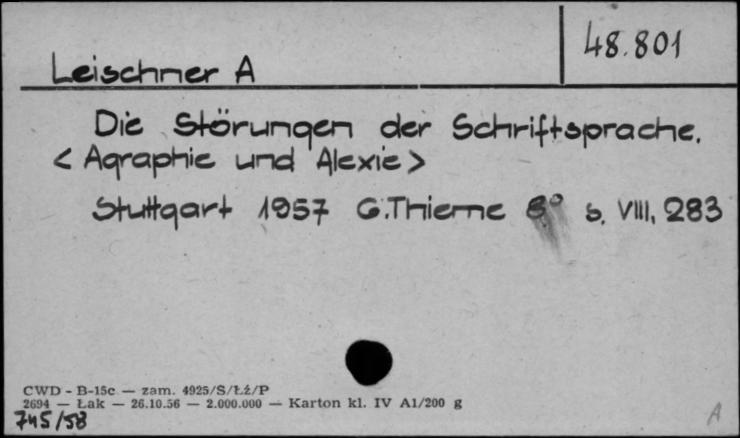 48.801
Leischner A
Die Störungen der Schriftsprache.
< Agraphie und Alexie >
Stuttgart 1957 G. Thieme 8° s. VIII, 283
CWD - B-15c — zam. 4925/S/Łź/P
2694 — Łak — 26.10.56 — 2.000.000 — Karton kl. IV A1/200 g
745/58
A